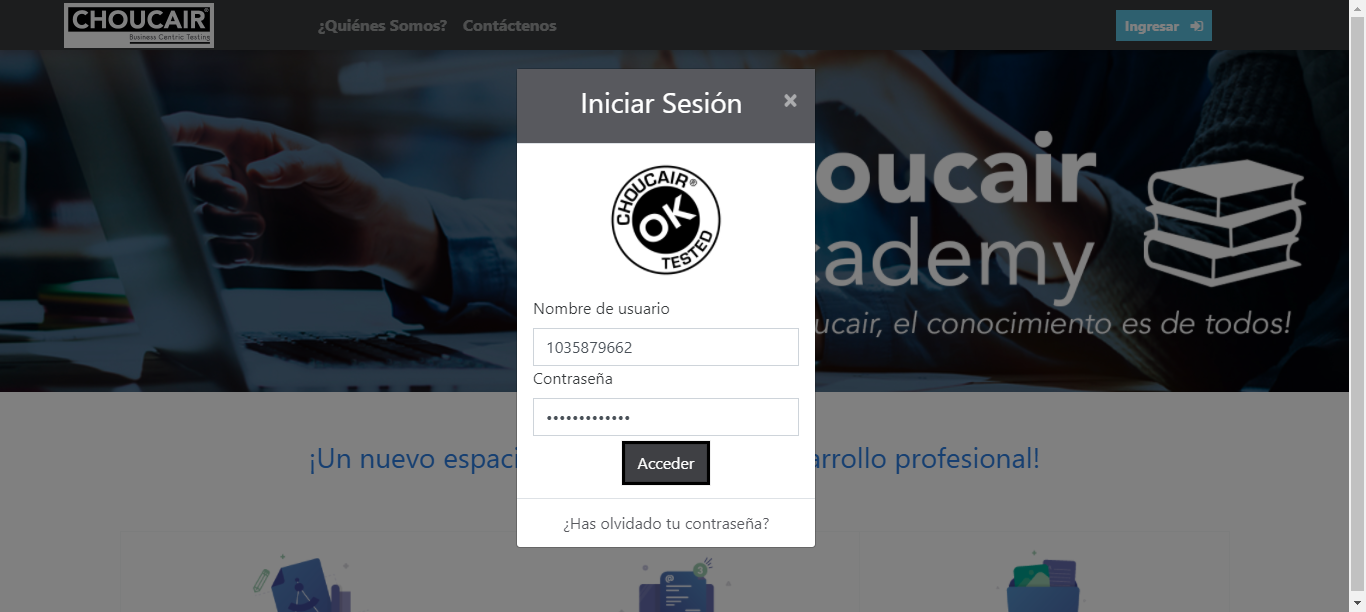 CHOUCAIR®
Business Centric Testing
¿Quiénes Somos?
Contáctenos
Ingresar
Iniciar Sesión
×
CHOUCAIR®
OK
TESTED
oucair
cademy
ucair, el conocimiento es de todos!
Nombre de usuario
1035879662
Contraseña
•••••••••••••
Acceder
¡Un nuevo espaci
arrollo profesional!
¿Has olvidado tu contraseña?